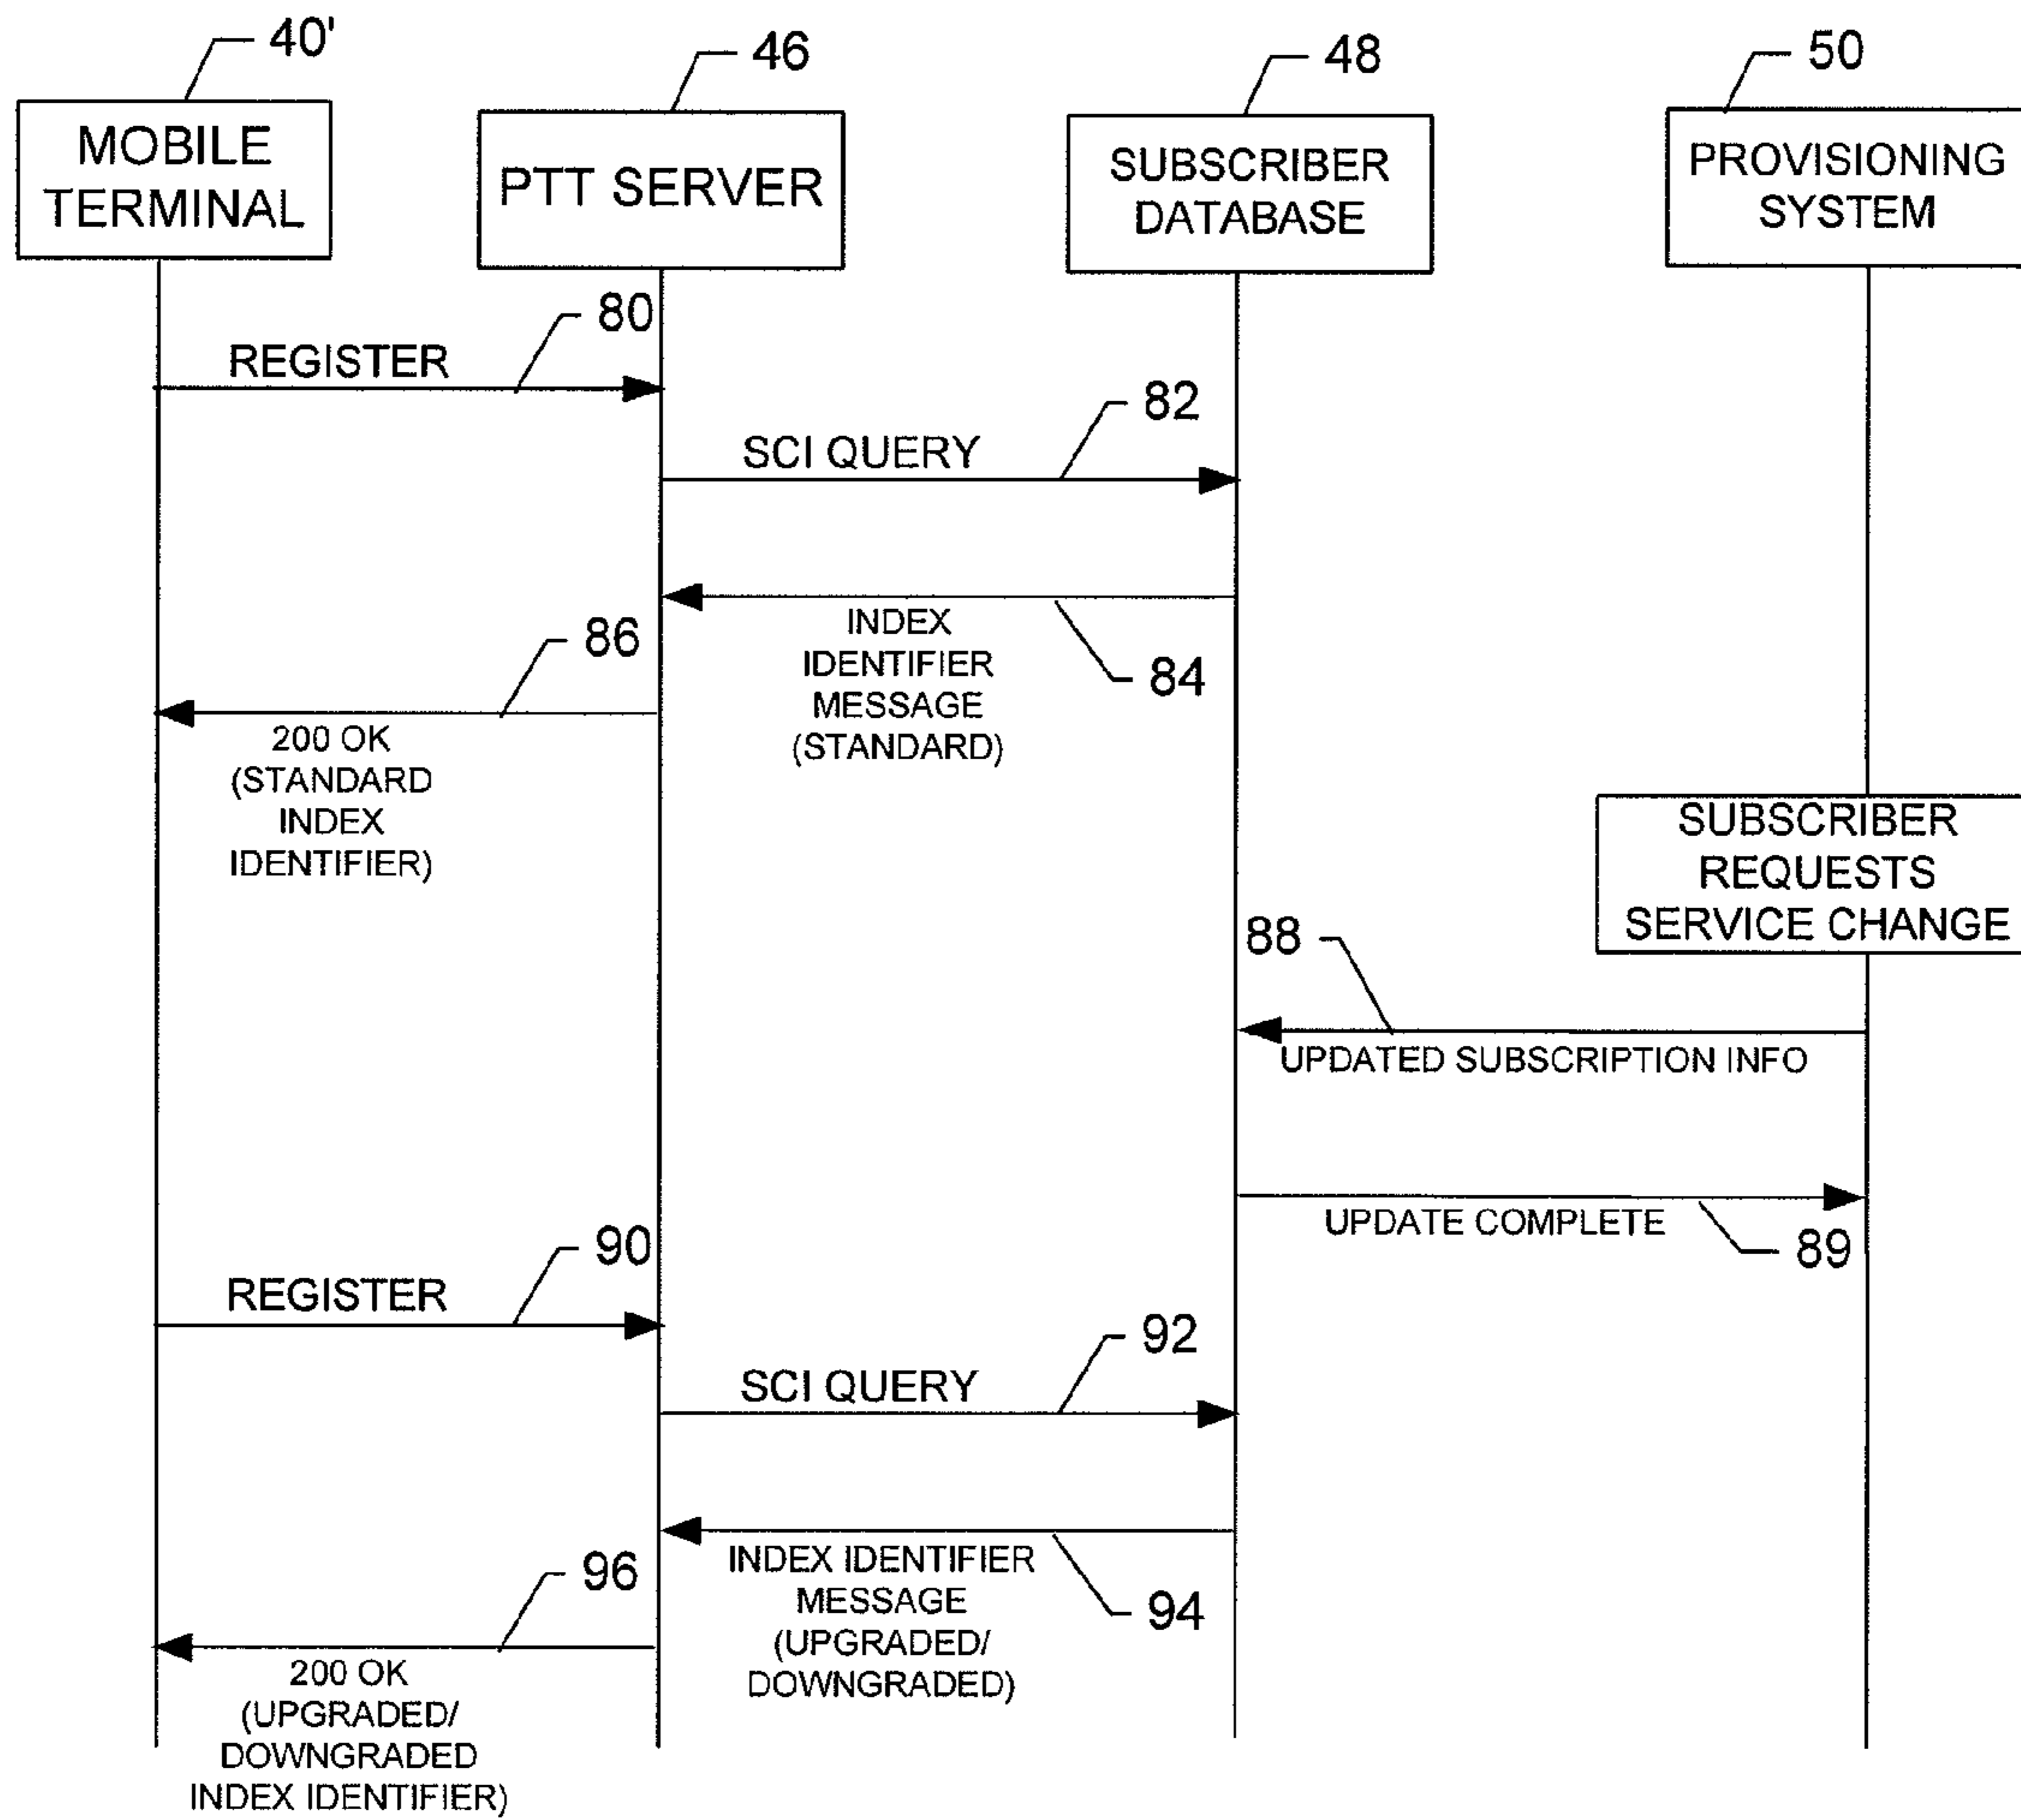 40'
46
48
50
MOBILE
TERMINAL
PTT SERVER
SUBSCRIBER
DATABASE
PROVISIONING
SYSTEM
80
REGISTER
82
SCI QUERY
INDEX
IDENTIFIER
MESSAGE
(STANDARD)
84
86
200 OK
(STANDARD
INDEX
IDENTIFIER)
SUBSCRIBER
REQUESTS
SERVICE CHANGE
88
UPDATED SUBSCRIPTION INFO
UPDATE COMPLETE
89
90
REGISTER
92
SCI QUERY
INDEX IDENTIFIER
MESSAGE
(UPGRADED/
DOWNGRADED)
94
96
200 OK
(UPGRADED/
DOWNGRADED
INDEX IDENTIFIER)